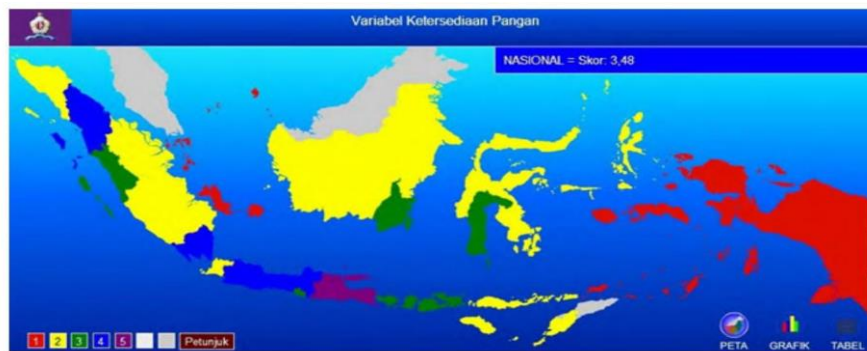 Variabel Ketersediaan Pangan
NASIONAL = Skor: 3,48
1 2 3 4 5 Petunjuk
PETA GRAFIK TABEL